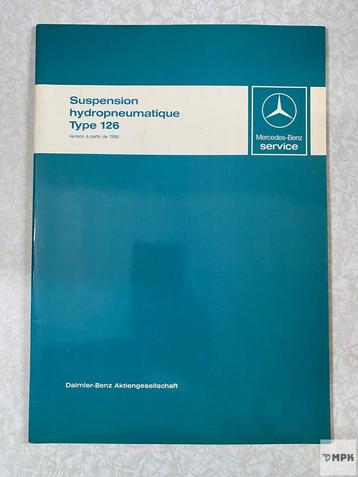 Suspension
hydropneumatique
Type 126
Version à partir de 1986
Mercedes-Benz
service
Daimler-Benz Aktiengesellschaft
MPK